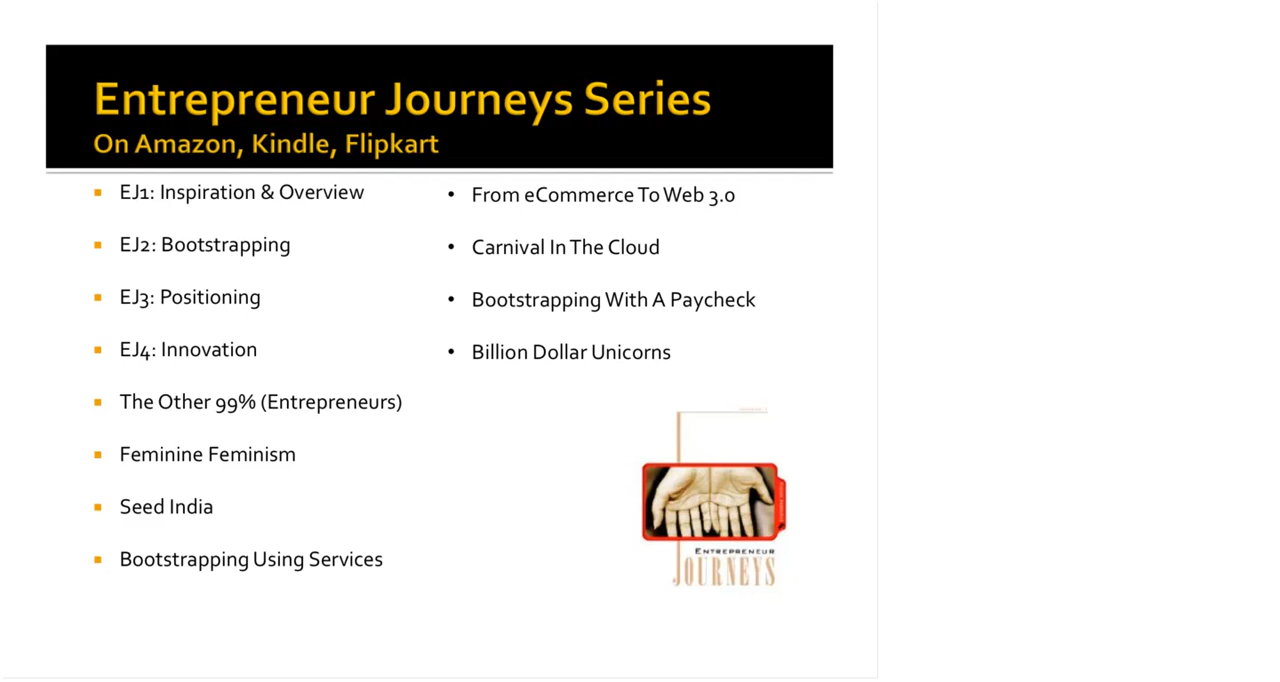 Entrepreneur Journeys Series
On Amazon, Kindle, Flipkart
EJ1: Inspiration & Overview
EJ2: Bootstrapping
EJ3: Positioning
EJ4: Innovation
The Other 99% (Entrepreneurs)
Feminine Feminism
Seed India
Bootstrapping Using Services
• From eCommerce To Web 3.0
• Carnival In The Cloud
• Bootstrapping With A Paycheck
• Billion Dollar Unicorns
ENTREPRENEUR
JOURNEYS